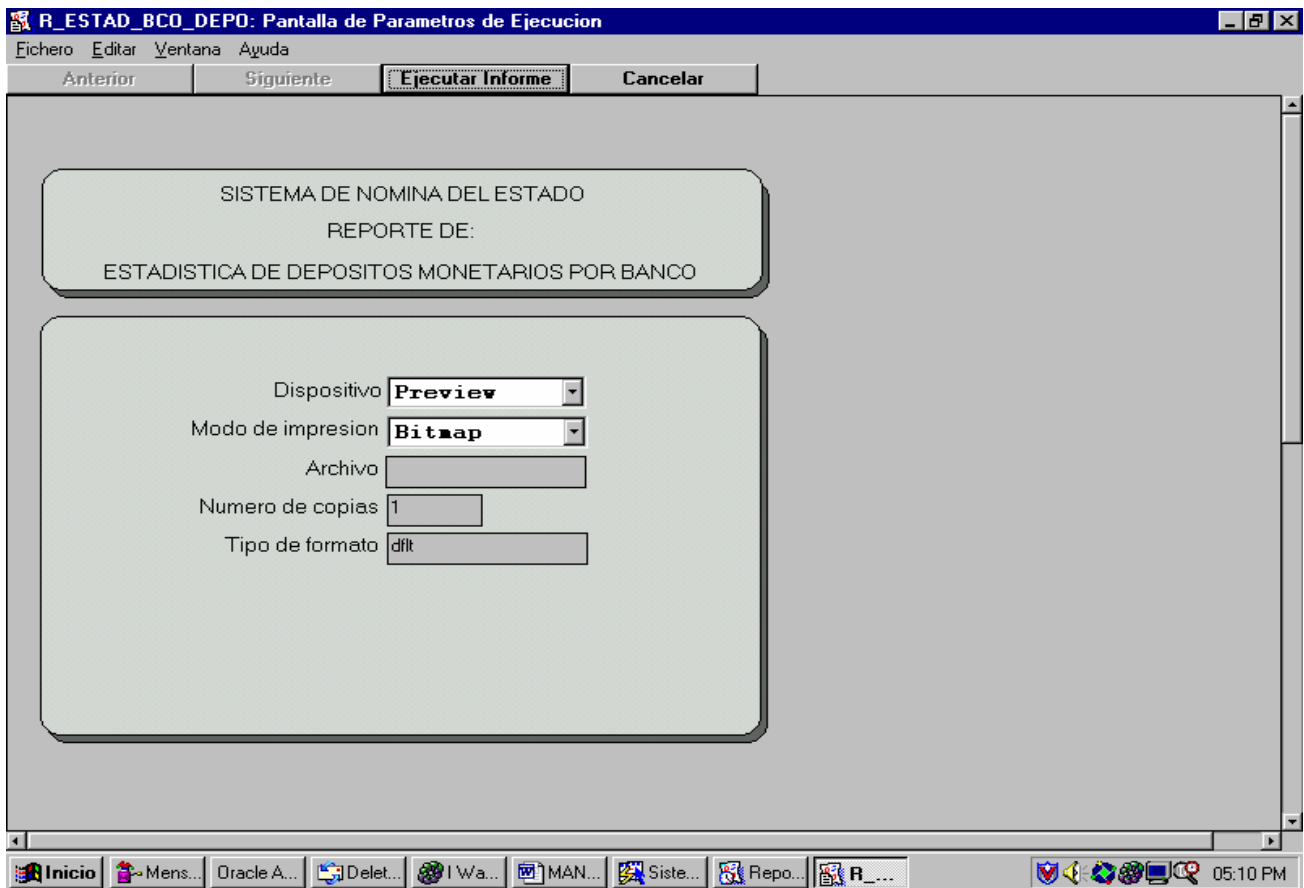 R_ESTAD_BCO_DEPO: Pantalla de Parametros de Ejecucion
Fichero Editar Ventana Ayuda
Anterior Siguiente Ejecutar Informe Cancelar
SISTEMA DE NOMINA DEL ESTADO
REPORTE DE:
ESTADISTICA DE DEPOSITOS MONETARIOS POR BANCO
Dispositivo Preview
Modo de impresion Bitmap
Archivo
Numero de copias 1
Tipo de formato dflt
Inicio Mens... Oracle A... Delet... I Wa... MAN... Siste... Repo... R_... 05:10 PM